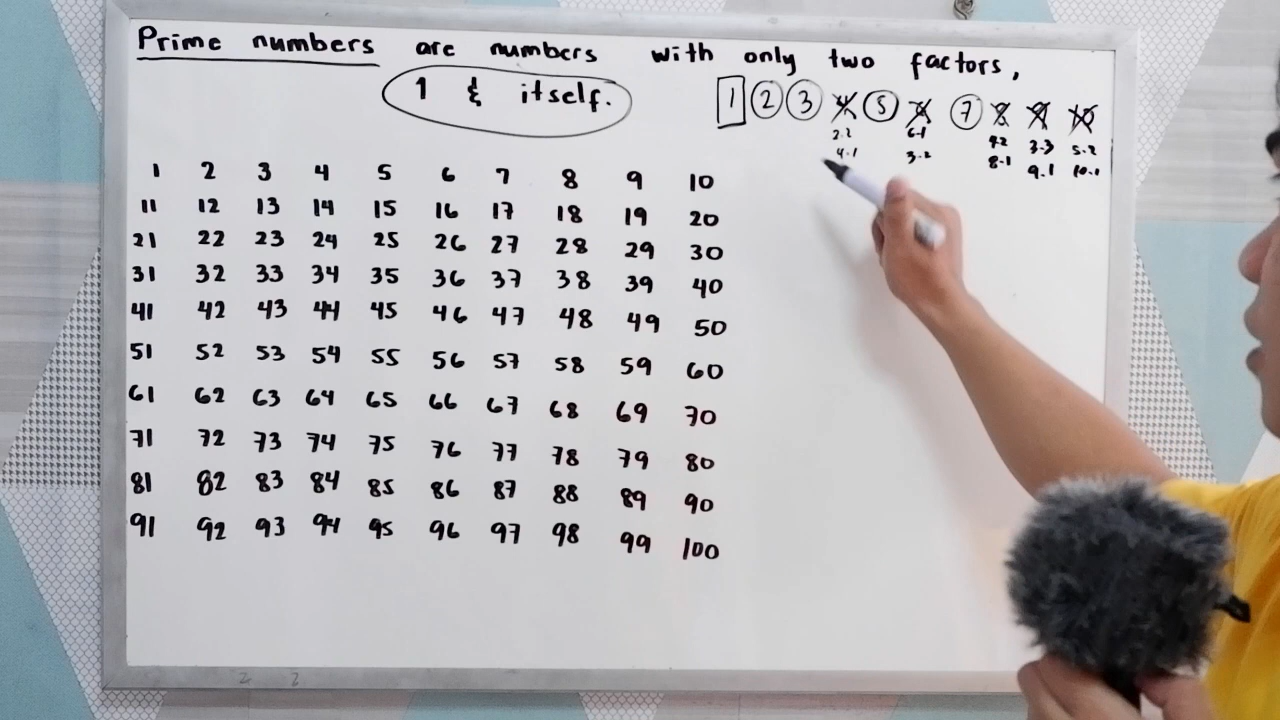 Prime numbers are numbers with only two factors,
1 & itself.
1 2 3 4 5 6 7 8 9 10
2·2 6·1 4·2 3·3 5·2
4·1 3·2 8·1 9·1 10·1
1 2 3 4 5 6 7 8 9 10
11 12 13 14 15 16 17 18 19 20
21 22 23 24 25 26 27 28 29 30
31 32 33 34 35 36 37 38 39 40
41 42 43 44 45 46 47 48 49 50
51 52 53 54 55 56 57 58 59 60
61 62 63 64 65 66 67 68 69 70
71 72 73 74 75 76 77 78 79 80
81 82 83 84 85 86 87 88 89 90
91 92 93 94 95 96 97 98 99 100